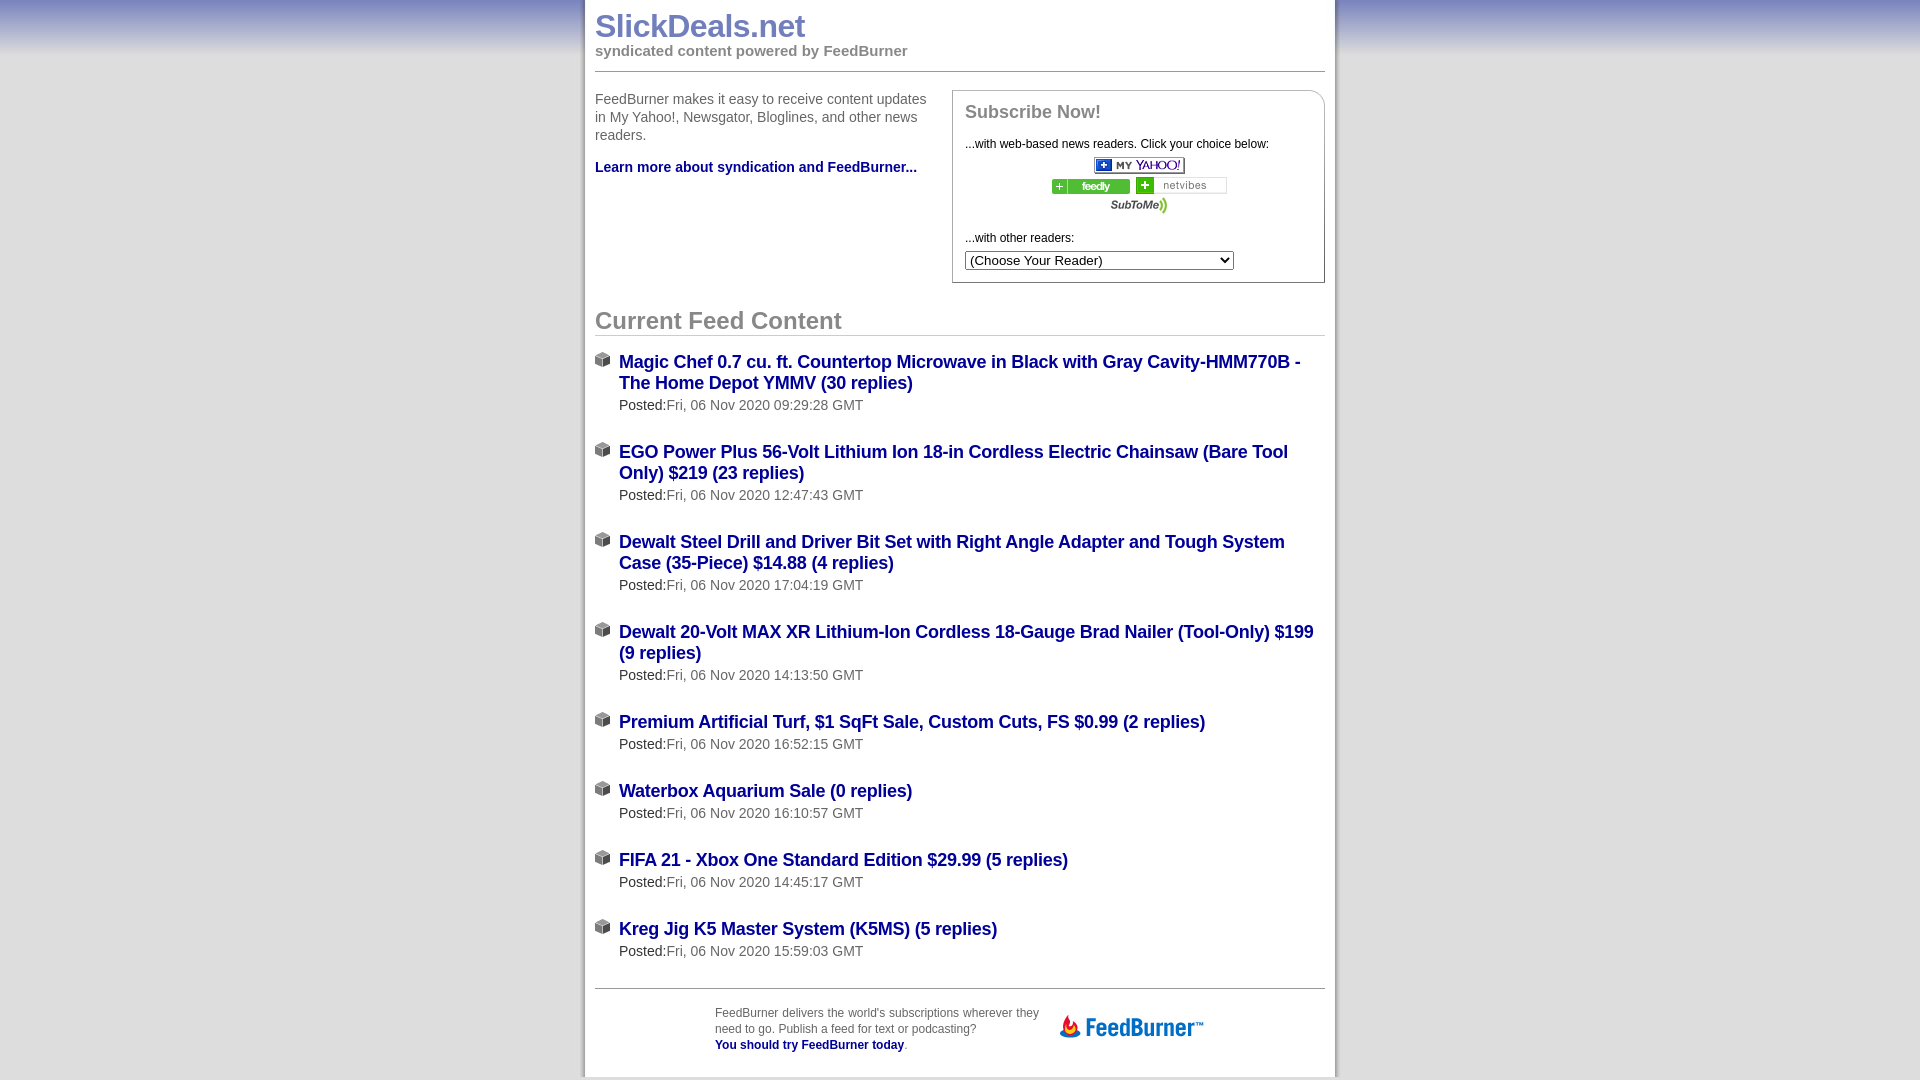 SlickDeals.net
syndicated content powered by FeedBurner
FeedBurner makes it easy to receive content updates
in My Yahoo!, Newsgator, Bloglines, and other news
readers.
Learn more about syndication and FeedBurner...
Subscribe Now!
...with web-based news readers. Click your choice below:
MY YAHOO!
feedly
netvibes
SubToMe
...with other readers:
(Choose Your Reader)
Current Feed Content
Magic Chef 0.7 cu. ft. Countertop Microwave in Black with Gray Cavity-HMM770B -
The Home Depot YMMV (30 replies)
Posted:Fri, 06 Nov 2020 09:29:28 GMT
EGO Power Plus 56-Volt Lithium Ion 18-in Cordless Electric Chainsaw (Bare Tool
Only) $219 (23 replies)
Posted:Fri, 06 Nov 2020 12:47:43 GMT
Dewalt Steel Drill and Driver Bit Set with Right Angle Adapter and Tough System
Case (35-Piece) $14.88 (4 replies)
Posted:Fri, 06 Nov 2020 17:04:19 GMT
Dewalt 20-Volt MAX XR Lithium-Ion Cordless 18-Gauge Brad Nailer (Tool-Only) $199
(9 replies)
Posted:Fri, 06 Nov 2020 14:13:50 GMT
Premium Artificial Turf, $1 SqFt Sale, Custom Cuts, FS $0.99 (2 replies)
Posted:Fri, 06 Nov 2020 16:52:15 GMT
Waterbox Aquarium Sale (0 replies)
Posted:Fri, 06 Nov 2020 16:10:57 GMT
FIFA 21 - Xbox One Standard Edition $29.99 (5 replies)
Posted:Fri, 06 Nov 2020 14:45:17 GMT
Kreg Jig K5 Master System (K5MS) (5 replies)
Posted:Fri, 06 Nov 2020 15:59:03 GMT
FeedBurner delivers the world's subscriptions wherever they
need to go. Publish a feed for text or podcasting?
You should try FeedBurner today.
FeedBurner™